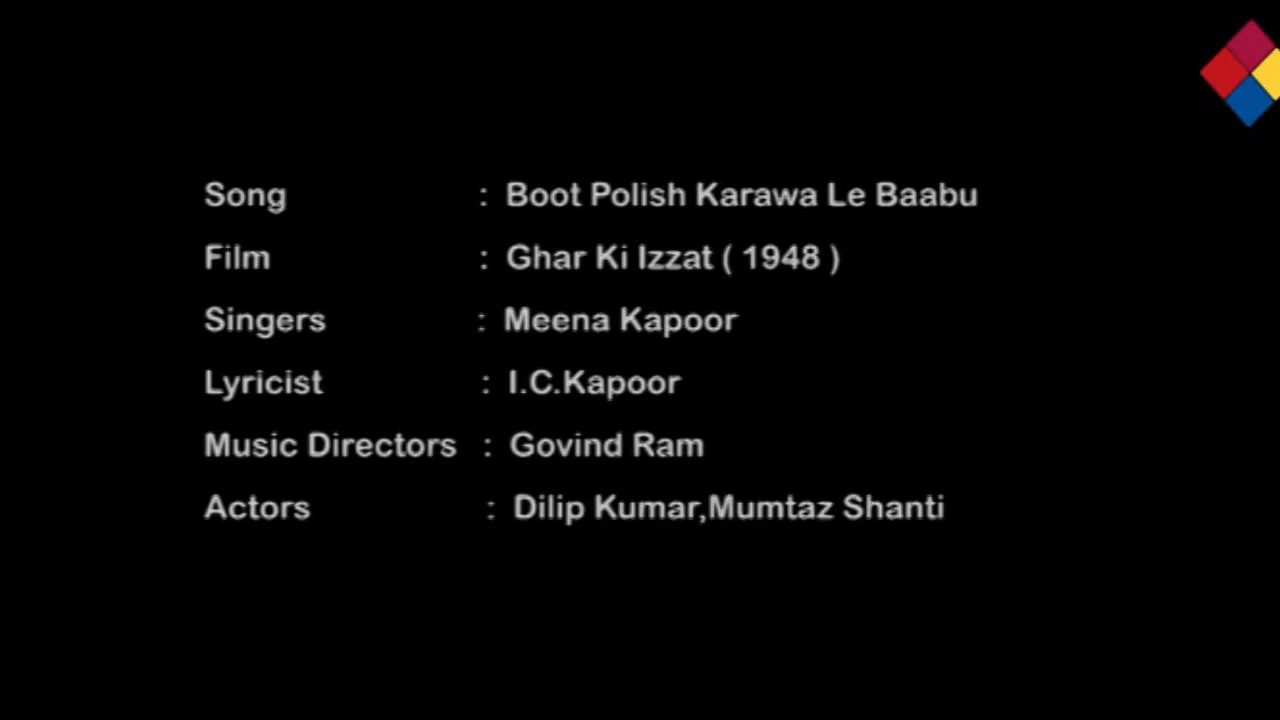 Song : Boot Polish Karawa Le Baabu
Film : Ghar Ki Izzat ( 1948 )
Singers : Meena Kapoor
Lyricist : I.C.Kapoor
Music Directors : Govind Ram
Actors : Dilip Kumar,Mumtaz Shanti